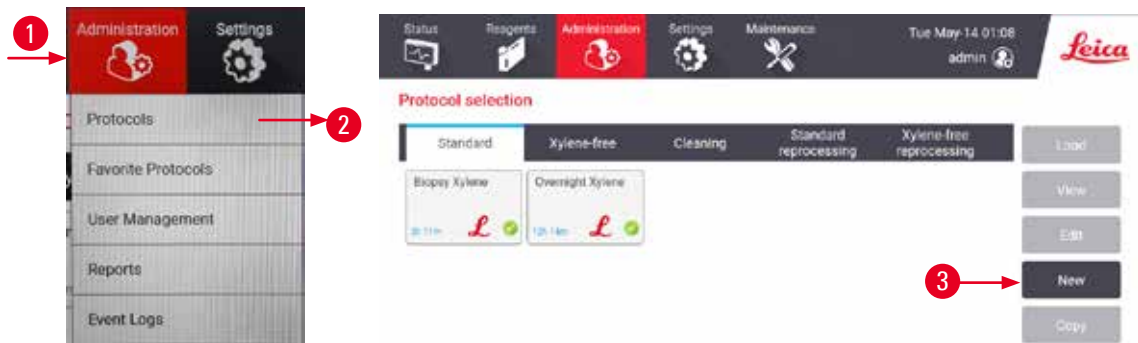 1
Administration
Settings
Protocols
2
Favorite Protocols
User Management
Reports
Event Logs
Status
Reagents
Administration
Settings
Maintenance
Tue May-14 01:08
admin
Leica
Protocol selection
Standard
Xylene-free
Cleaning
Standard
reprocessing
Xylene-free
reprocessing
Biopsy Xylene
L
Overnight Xylene
12h 14m
L
Load
View
Edit
3
New
Copy